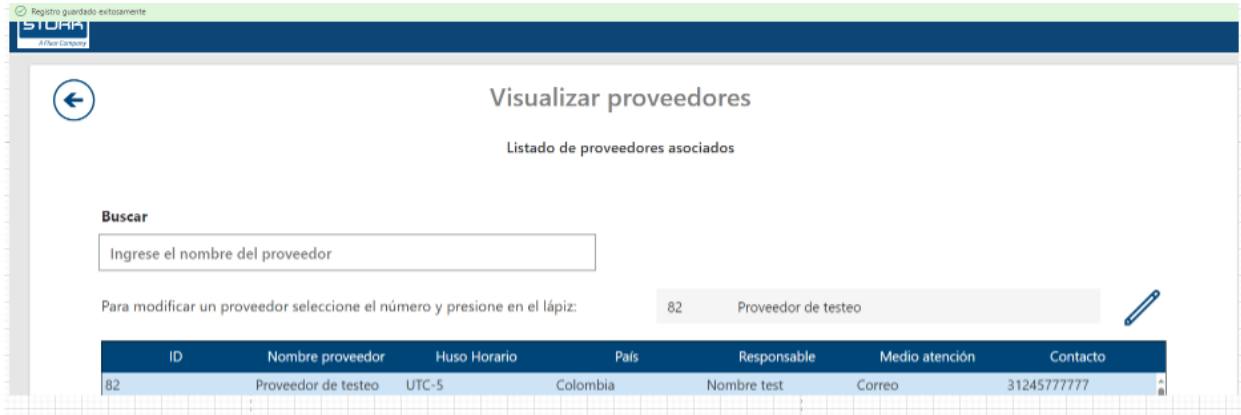 Registro guardado exitosamente
STORK
A Fluor Company
Visualizar proveedores
Listado de proveedores asociados
Buscar
Ingrese el nombre del proveedor
Para modificar un proveedor seleccione el número y presione en el lápiz: 82 Proveedor de testeo
ID Nombre proveedor Huso Horario País Responsable Medio atención Contacto
82 Proveedor de testeo UTC-5 Colombia Nombre test Correo 31245777777